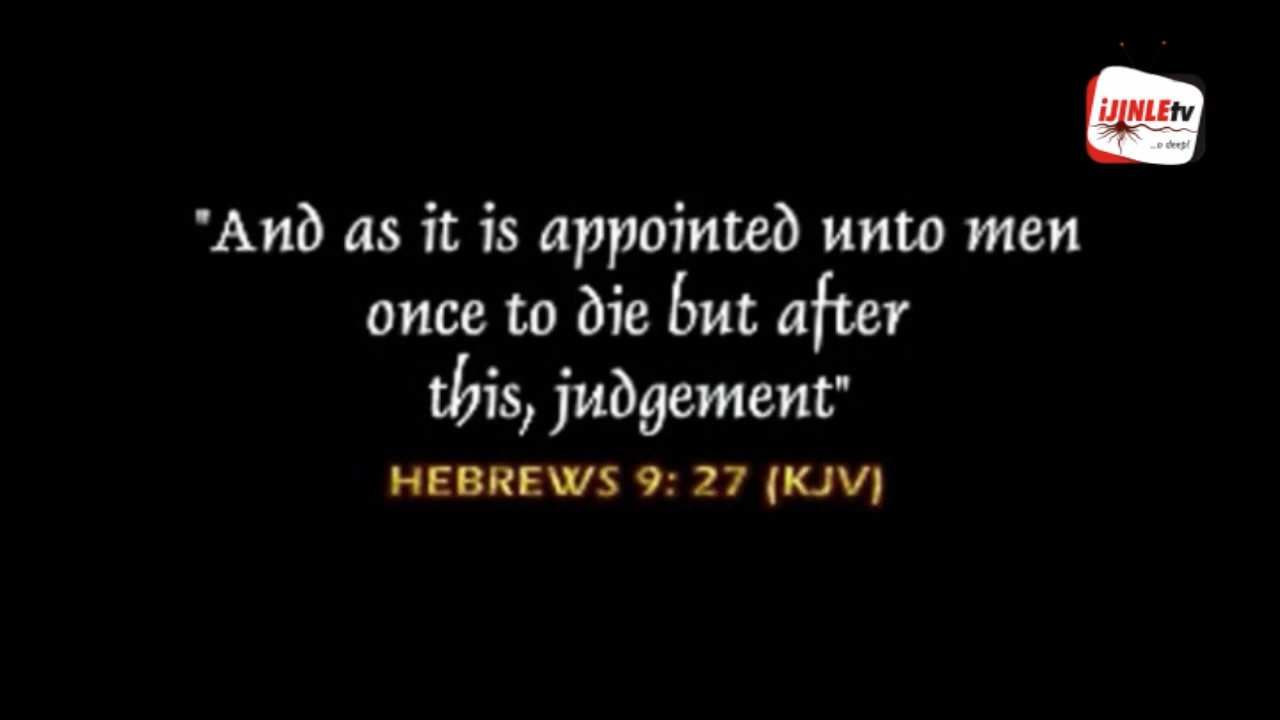 iJINLEtv
...o deep!
"And as it is appointed unto men
once to die but after
this, judgement"
HEBREWS 9: 27 (KJV)